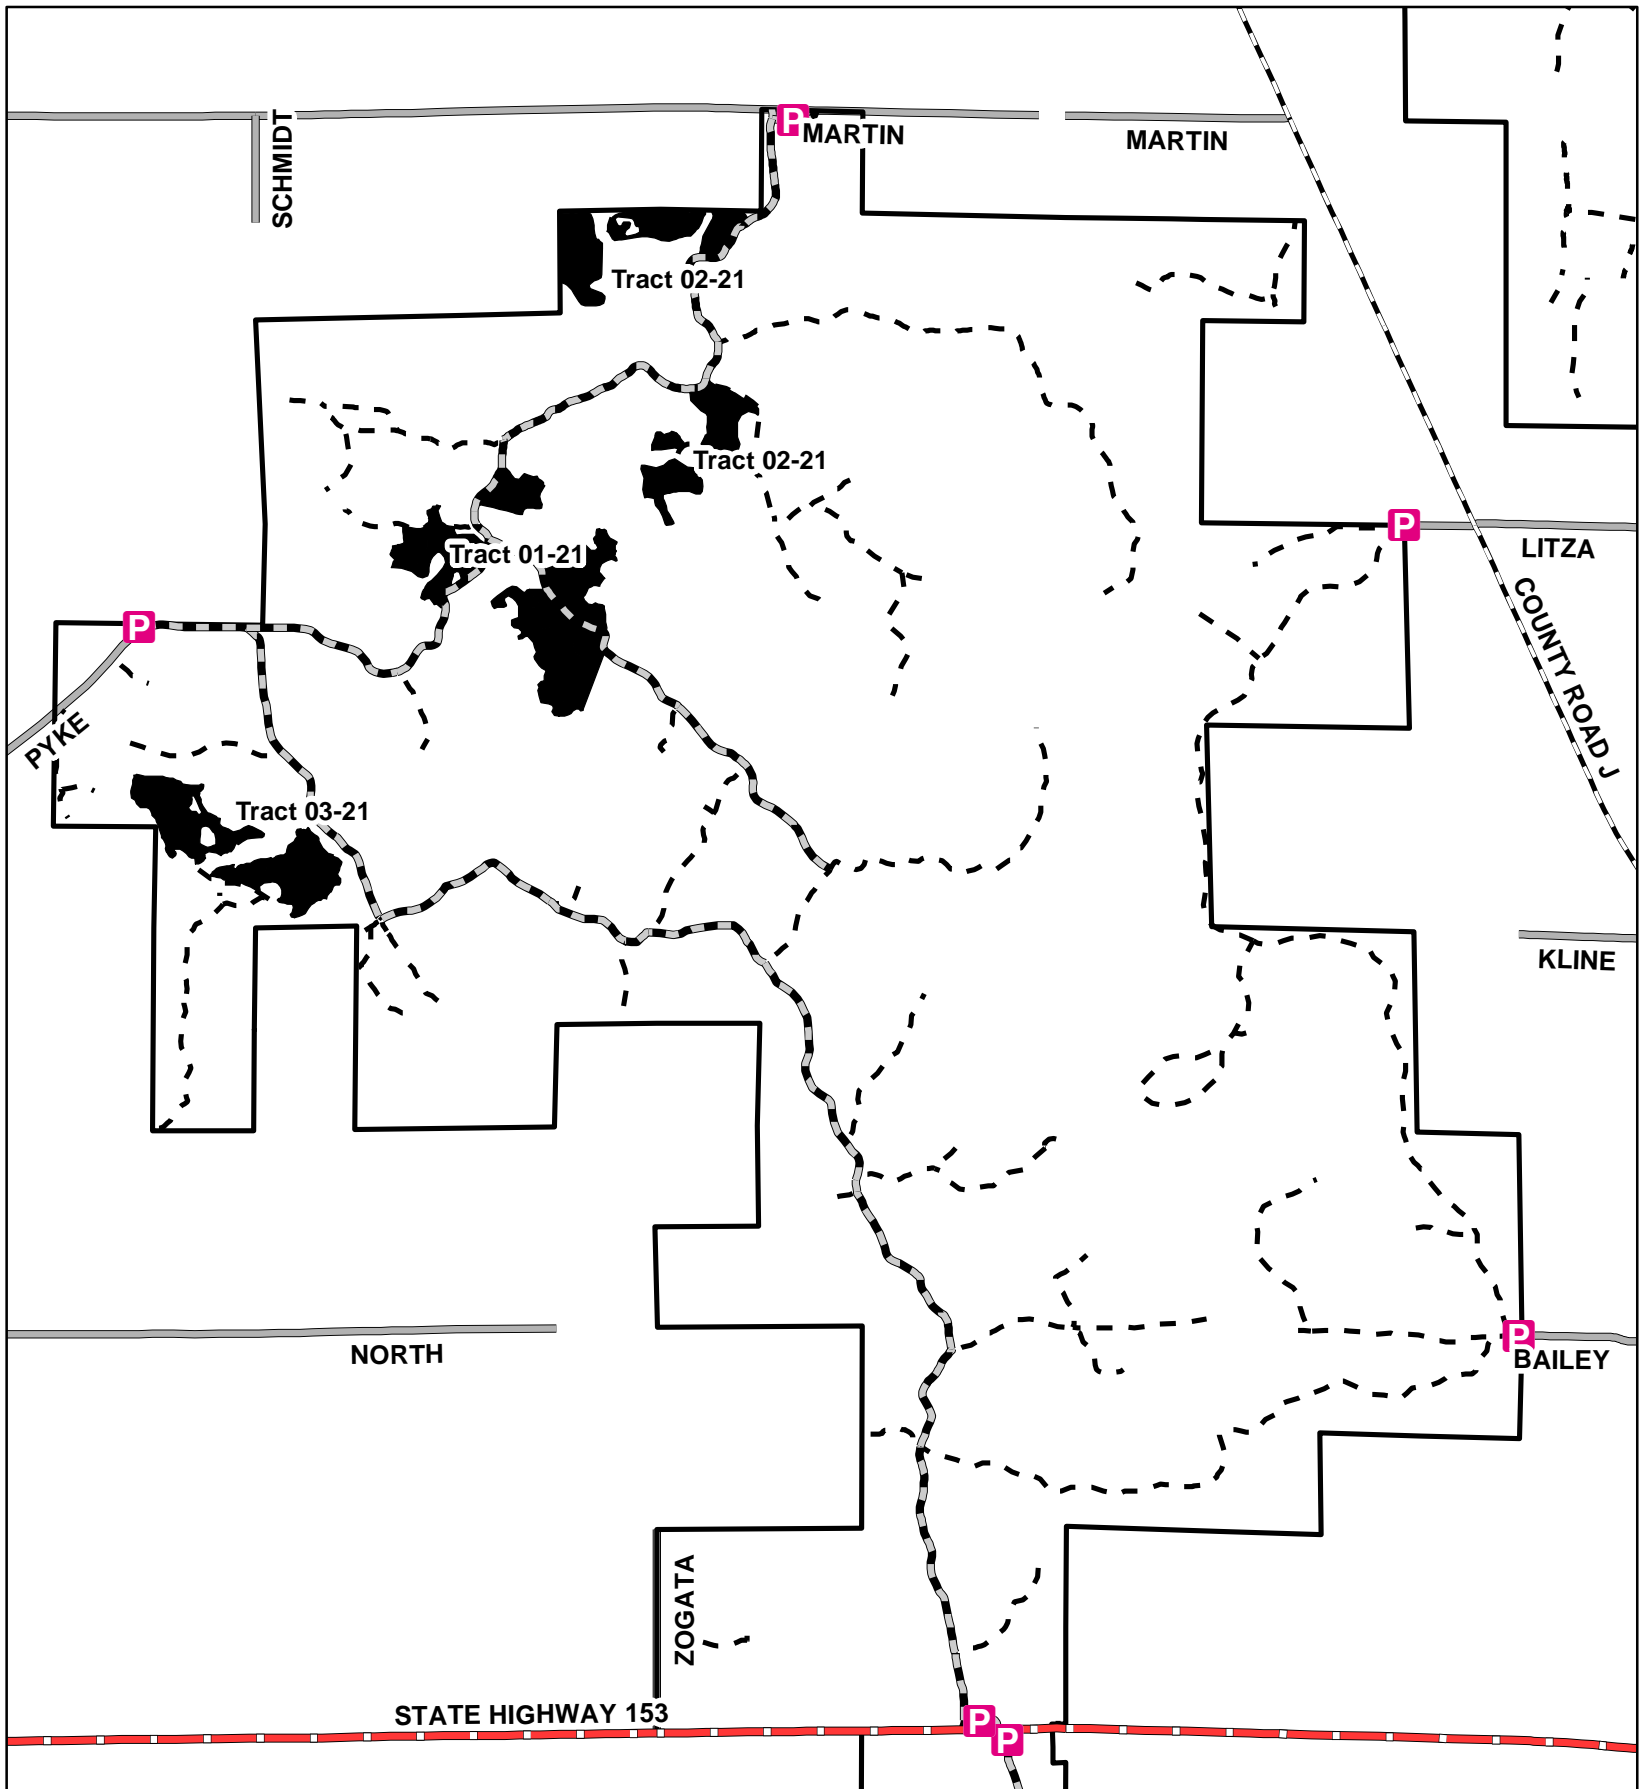 SCHMIDT
P
MARTIN
MARTIN
Tract 02-21
Tract 02-21
P
LITZA
Tract 01-21
COUNTY ROAD J
P
PYKE
Tract 03-21
KLINE
NORTH
P
BAILEY
ZOGATA
STATE HIGHWAY 153
P
P